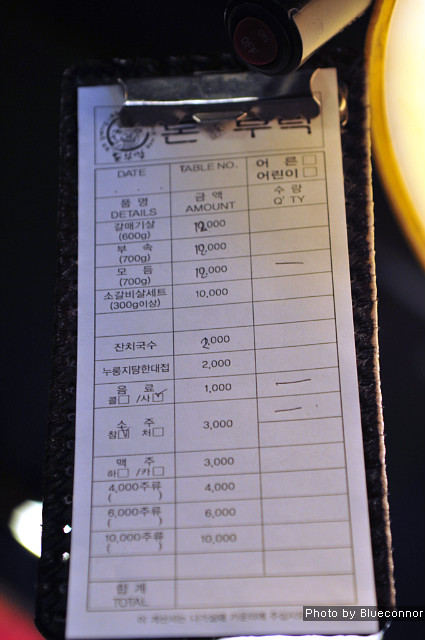 돈 부락
DATE TABLE NO. 어 른
어린이
품 명 금 액 수 량
DETAILS AMOUNT Q'TY
갈매기살 12,000
(600g)
부 속 12,000
(700g)
모 듬 12,000 —
(700g)
소갈비살세트 10,000
(300g이상)
잔치국수 2,000
누룽지탕한대접 2,000
음 료 1,000 —
콜□ /사☑
소 주 3,000 —
참☑ 처□
맥 주 3,000
하□ /카□
4,000주류 4,000
( )
6,000주류 6,000
( )
10,000주류 10,000
( )
합 계
TOTAL
Photo by Blueconnor